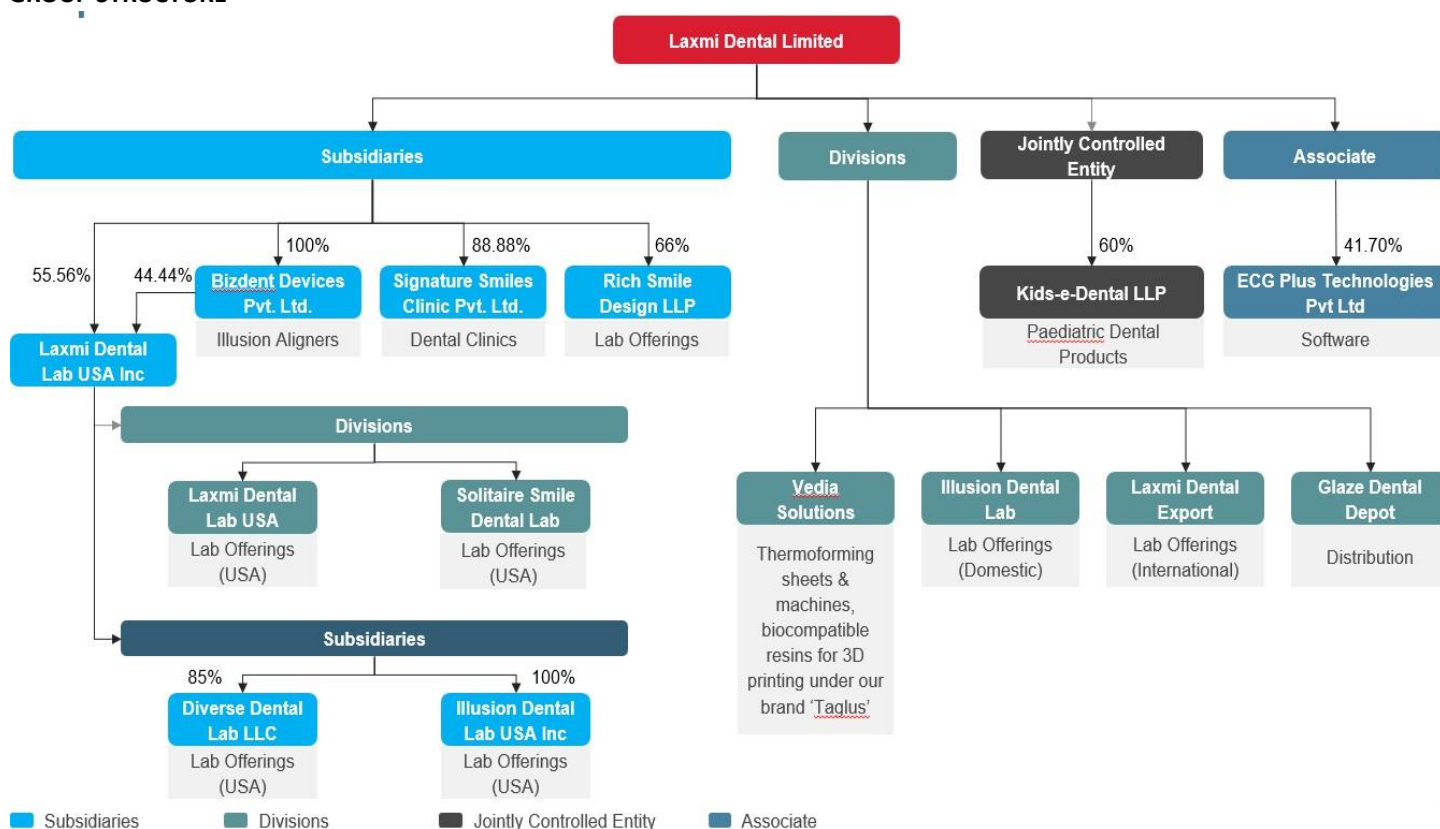 GROUP STRUCTURE
Laxmi Dental Limited
Subsidiaries
Divisions
Jointly Controlled
Entity
Associate
55.56%
44.44%
100%
88.88%
66%
60%
41.70%
Bizdent Devices
Pvt. Ltd.
Illusion Aligners
Signature Smiles
Clinic Pvt. Ltd.
Dental Clinics
Rich Smile
Design LLP
Lab Offerings
Kids-e-Dental LLP
Paediatric Dental
Products
ECG Plus Technologies
Pvt Ltd
Software
Laxmi Dental
Lab USA Inc
Divisions
Laxmi Dental
Lab USA
Lab Offerings
(USA)
Solitaire Smile
Dental Lab
Lab Offerings
(USA)
Vedia
Solutions
Thermoforming
sheets &
machines,
biocompatible
resins for 3D
printing under our
brand ‘Taglus’
Illusion Dental
Lab
Lab Offerings
(Domestic)
Laxmi Dental
Export
Lab Offerings
(International)
Glaze Dental
Depot
Distribution
Subsidiaries
85%
100%
Diverse Dental
Lab LLC
Lab Offerings
(USA)
Illusion Dental
Lab USA Inc
Lab Offerings
(USA)
Subsidiaries
Divisions
Jointly Controlled Entity
Associate